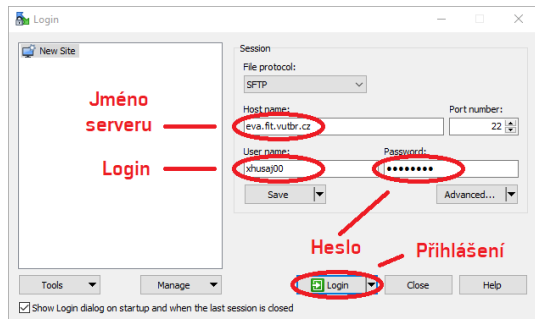 Login
New Site
Session
File protocol:
SFTP
Host name:
Port number:
eva.fit.vutbr.cz
22
User name:
Password:
xhusaj00
••••••••
Save
Advanced...
Jméno
serveru
Login
Heslo
Přihlášení
Tools
Manage
Login
Close
Help
Show Login dialog on startup and when the last session is closed